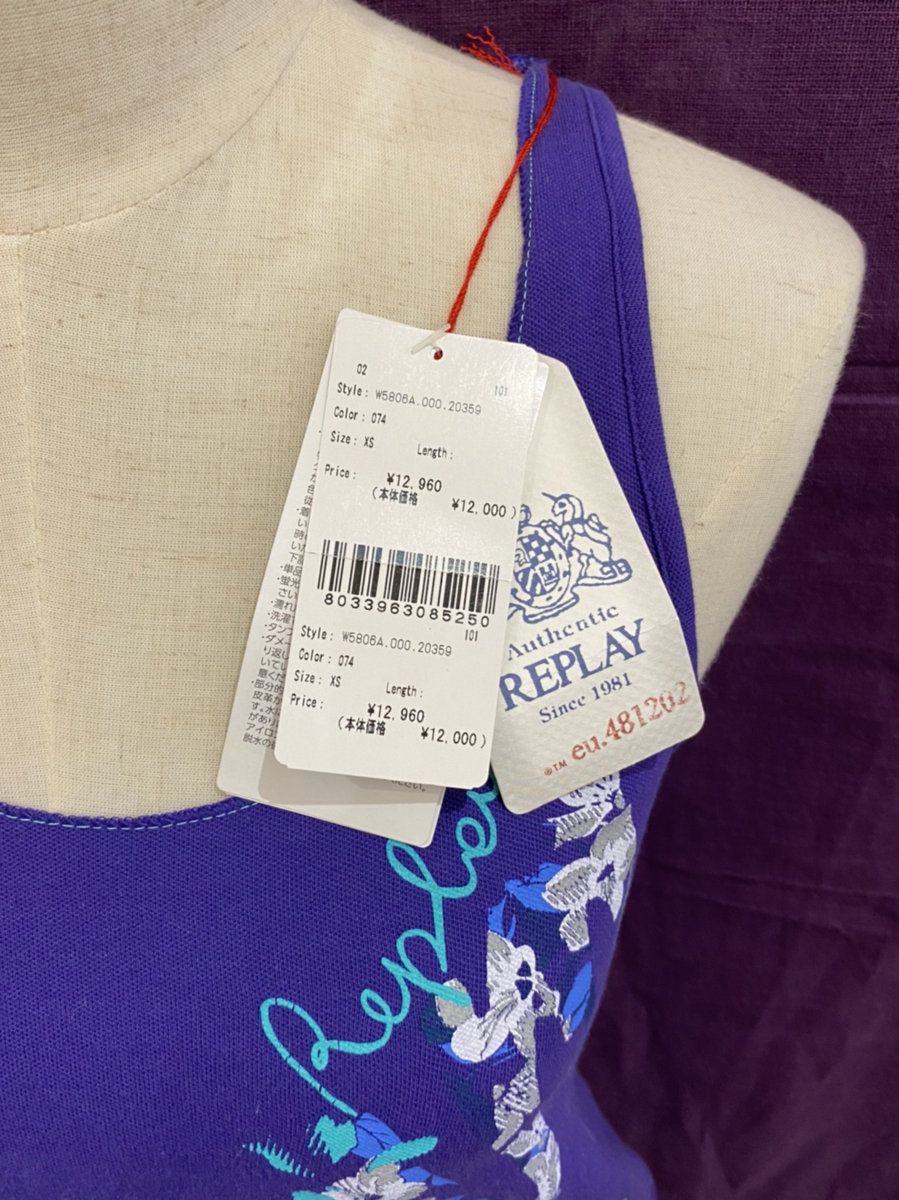 02
101
Style: W5806A.000.20359
Color: 074
Size: XS Length:
Price: ¥12,960
(本体価格 ¥12,000)
8033963085250
101
Style: W5806A.000.20359
Color: 074
Size: XS Length:
Price: ¥12,960
(本体価格 ¥12,000)
Authentic
REPLAY
Since 1981
®™ eu.481202
Replay